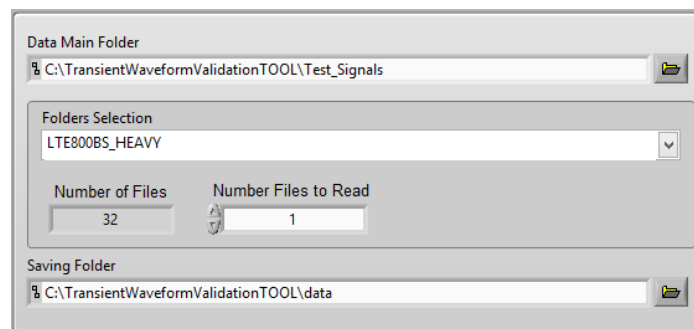 Data Main Folder
C:\TransientWaveformValidationTOOL\Test_Signals
Folders Selection
LTE800BS_HEAVY
Number of Files Number Files to Read
32 1
Saving Folder
C:\TransientWaveformValidationTOOL\data